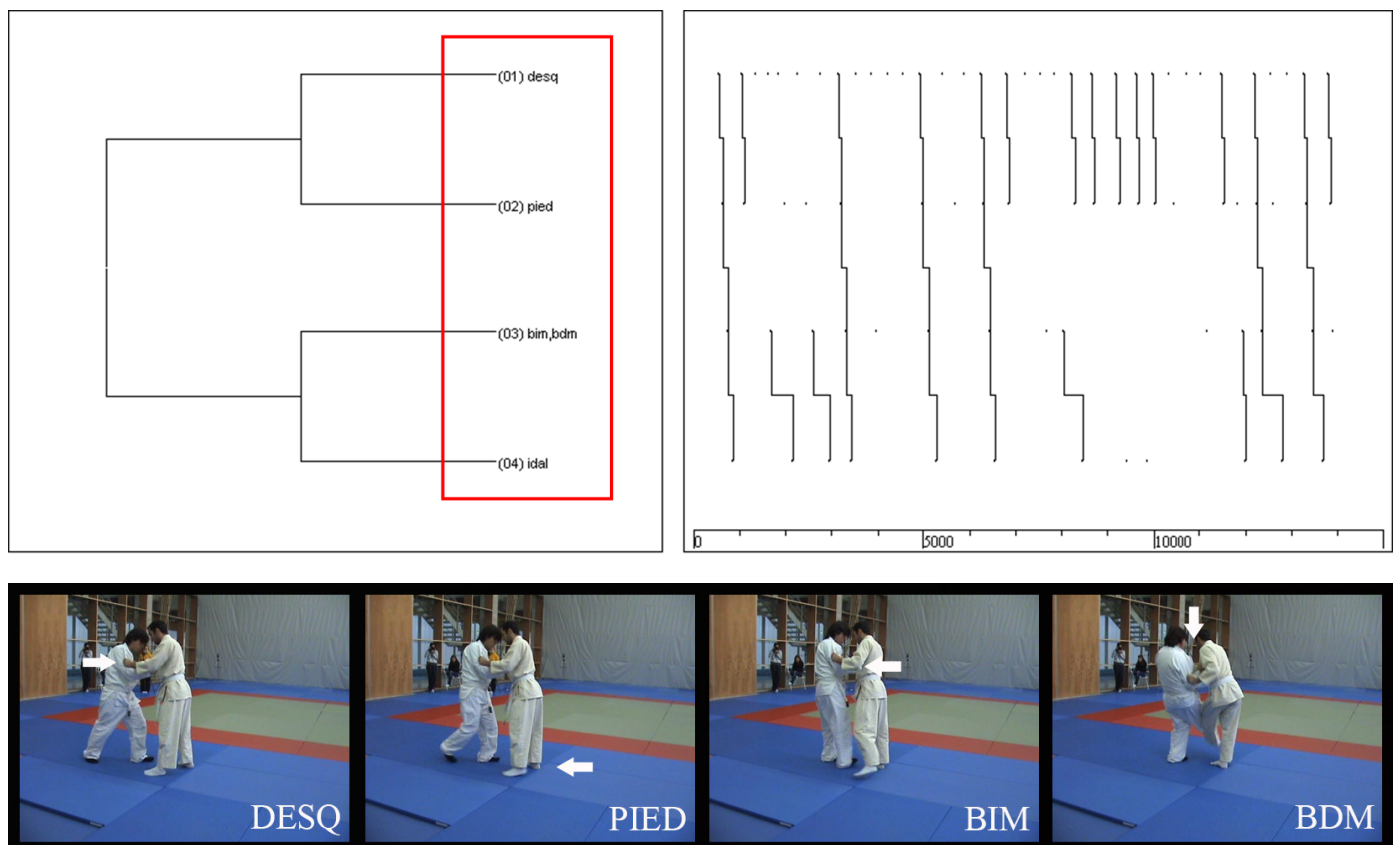 (01) desq
(02) pied
(03) bim,bdm
(04) idal
0 5000 10000
DESQ PIED BIM BDM